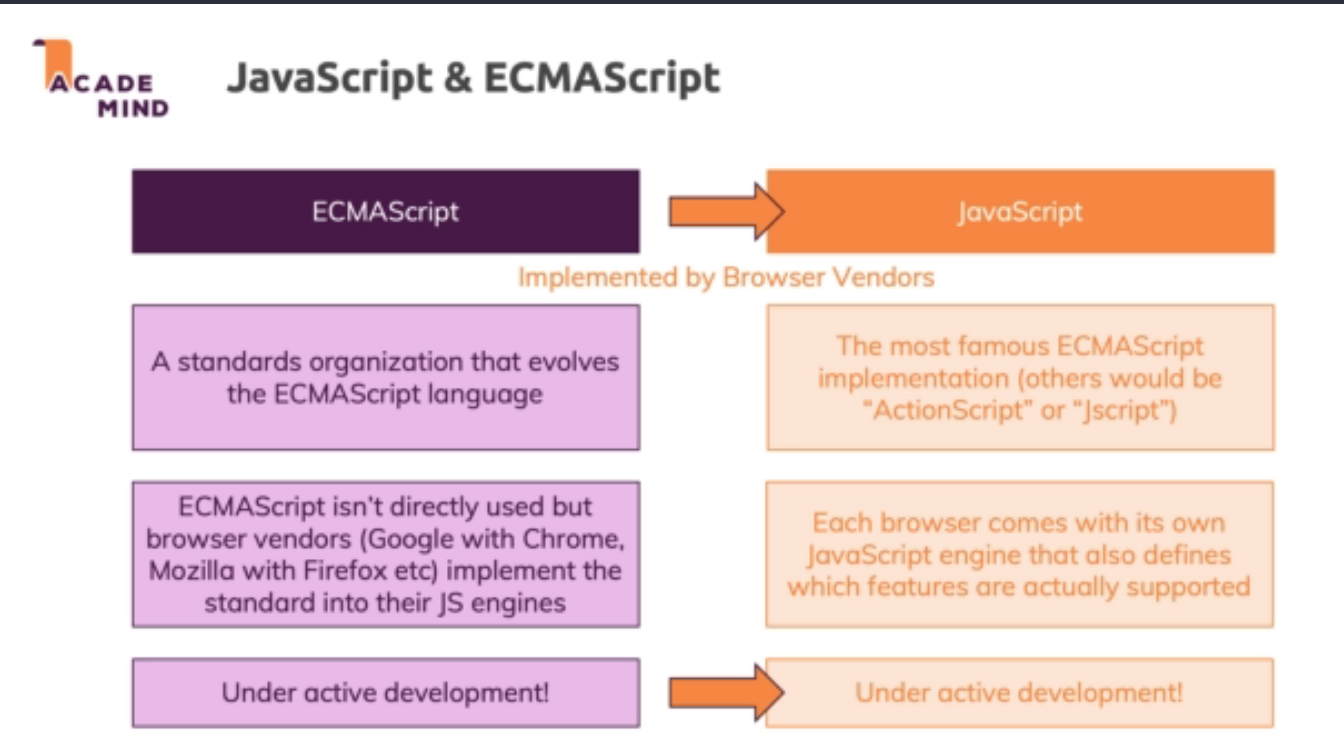 ACADE
MIND
JavaScript & ECMAScript
ECMAScript
JavaScript
Implemented by Browser Vendors
A standards organization that evolves
the ECMAScript language
The most famous ECMAScript
implementation (others would be
“ActionScript” or “Jscript”)
ECMAScript isn’t directly used but
browser vendors (Google with Chrome,
Mozilla with Firefox etc) implement the
standard into their JS engines
Each browser comes with its own
JavaScript engine that also defines
which features are actually supported
Under active development!
Under active development!